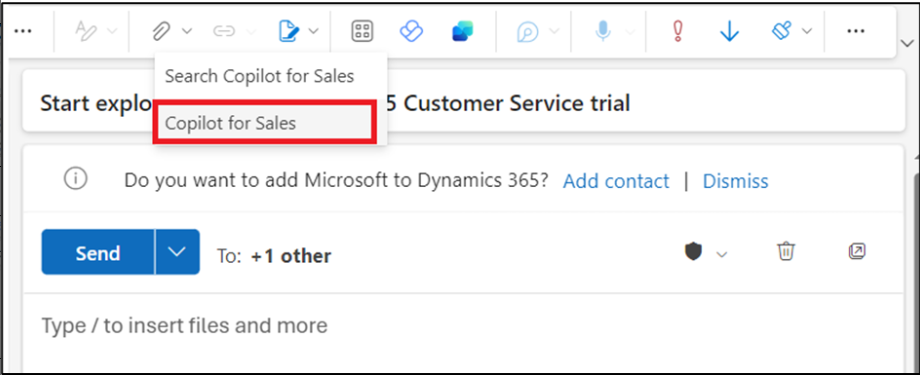 Search Copilot for Sales
Start explo 5 Customer Service trial
Copilot for Sales
Do you want to add Microsoft to Dynamics 365? Add contact | Dismiss
Send To: +1 other
Type / to insert files and more